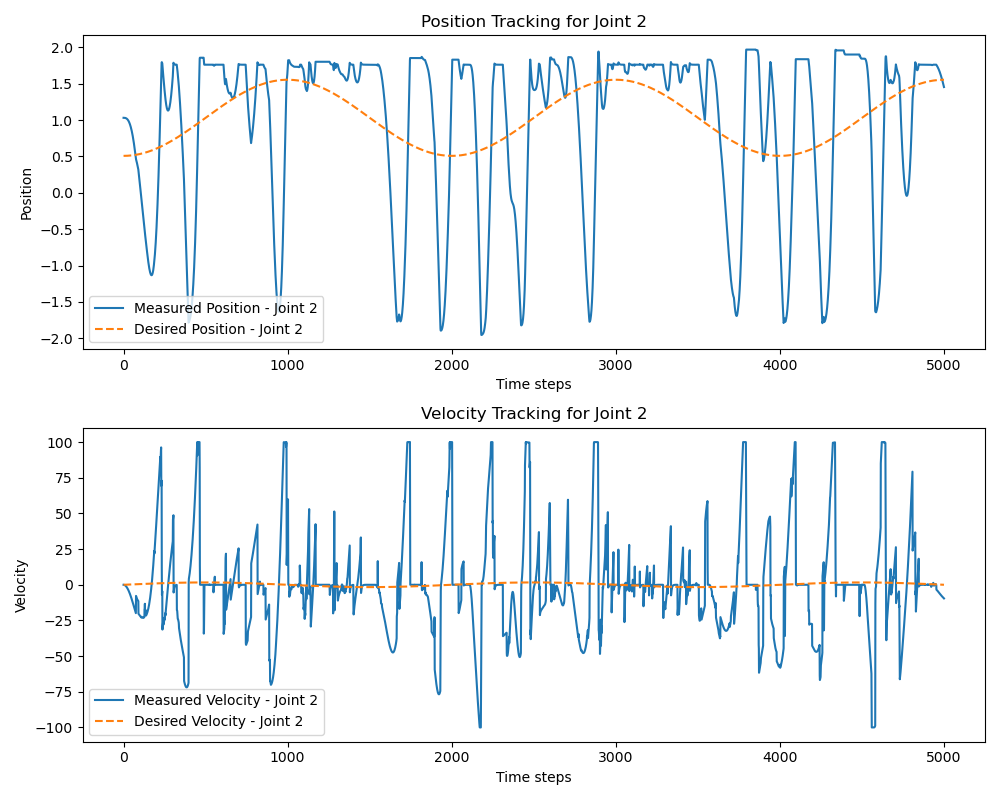 Position Tracking for Joint 2
2.0
1.5
1.0
0.5
0.0
−0.5
−1.0
−1.5
−2.0
Position
Measured Position - Joint 2
Desired Position - Joint 2
0 1000 2000 3000 4000 5000
Time steps
Velocity Tracking for Joint 2
100
75
50
25
0
−25
−50
−75
−100
Velocity
Measured Velocity - Joint 2
Desired Velocity - Joint 2
0 1000 2000 3000 4000 5000
Time steps